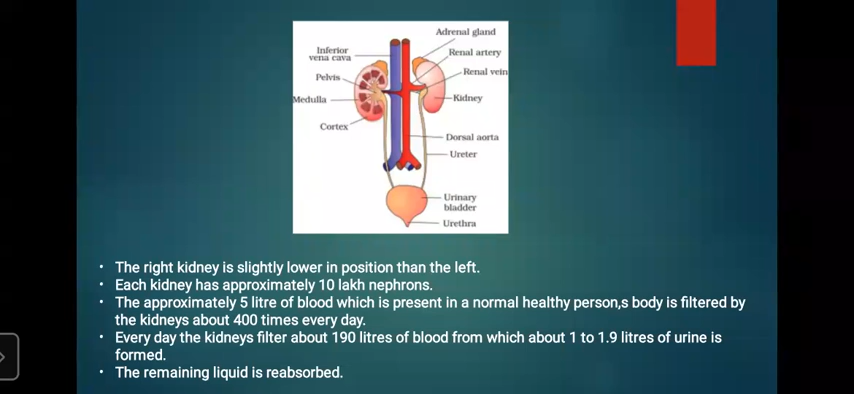 Adrenal gland
Inferior
vena cava
Renal artery
Renal vein
Pelvis
Medulla
Kidney
Cortex
Dorsal aorta
Ureter
Urinary
bladder
Urethra
• The right kidney is slightly lower in position than the left.
• Each kidney has approximately 10 lakh nephrons.
• The approximately 5 litre of blood which is present in a normal healthy person,s body is filtered by
the kidneys about 400 times every day.
• Every day the kidneys filter about 190 litres of blood from which about 1 to 1.9 litres of urine is
formed.
• The remaining liquid is reabsorbed.